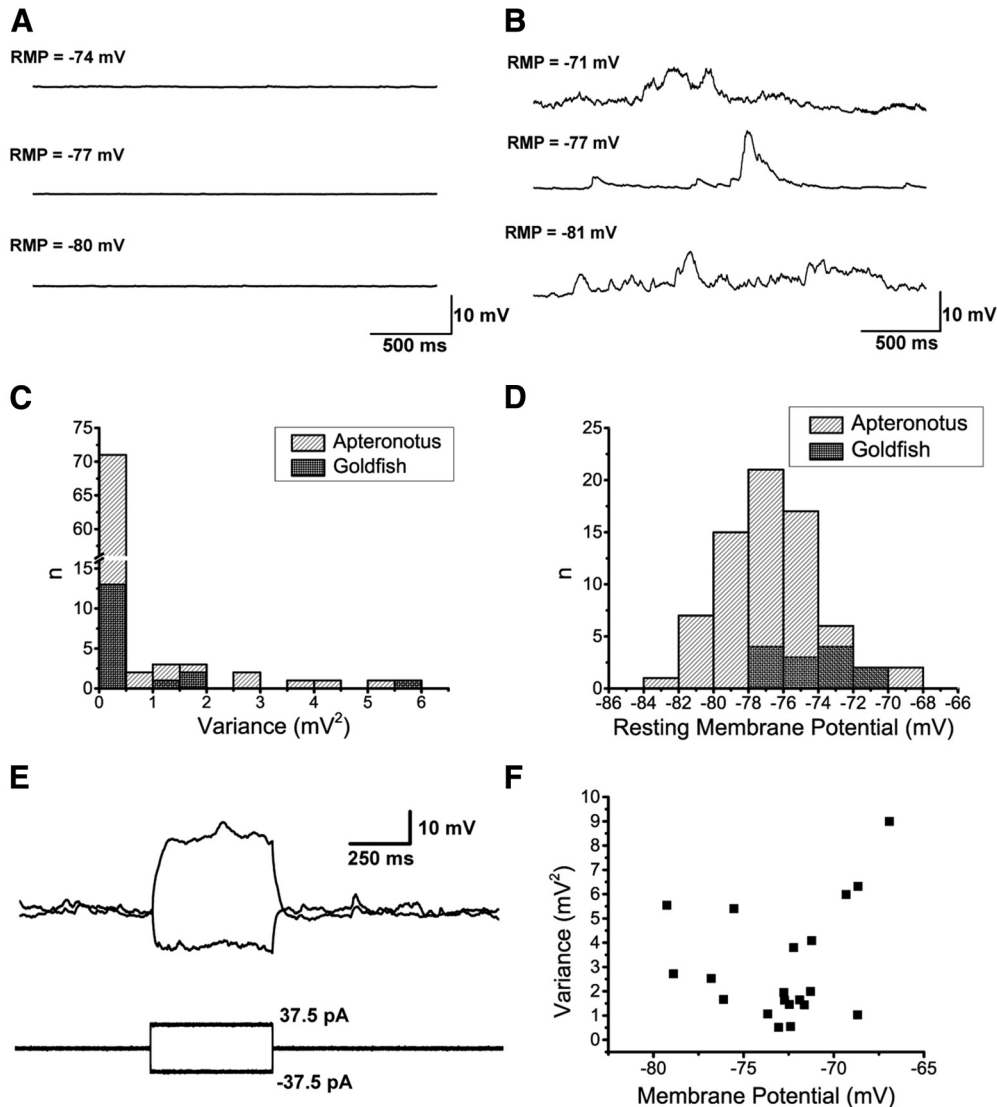 A
RMP = -74 mV
RMP = -77 mV
RMP = -80 mV
10 mV
500 ms
B
RMP = -71 mV
RMP = -77 mV
RMP = -81 mV
10 mV
500 ms
C
Apteronotus
Goldfish
75
70
65
60
15
10
5
0
n
0 1 2 3 4 5 6
Variance (mV²)
D
Apteronotus
Goldfish
25
20
15
10
5
0
n
-86 -84 -82 -80 -78 -76 -74 -72 -70 -68 -66
Resting Membrane Potential (mV)
E
10 mV
250 ms
37.5 pA
-37.5 pA
F
10
9
8
7
6
5
4
3
2
1
0
Variance (mV²)
-80 -75 -70 -65
Membrane Potential (mV)